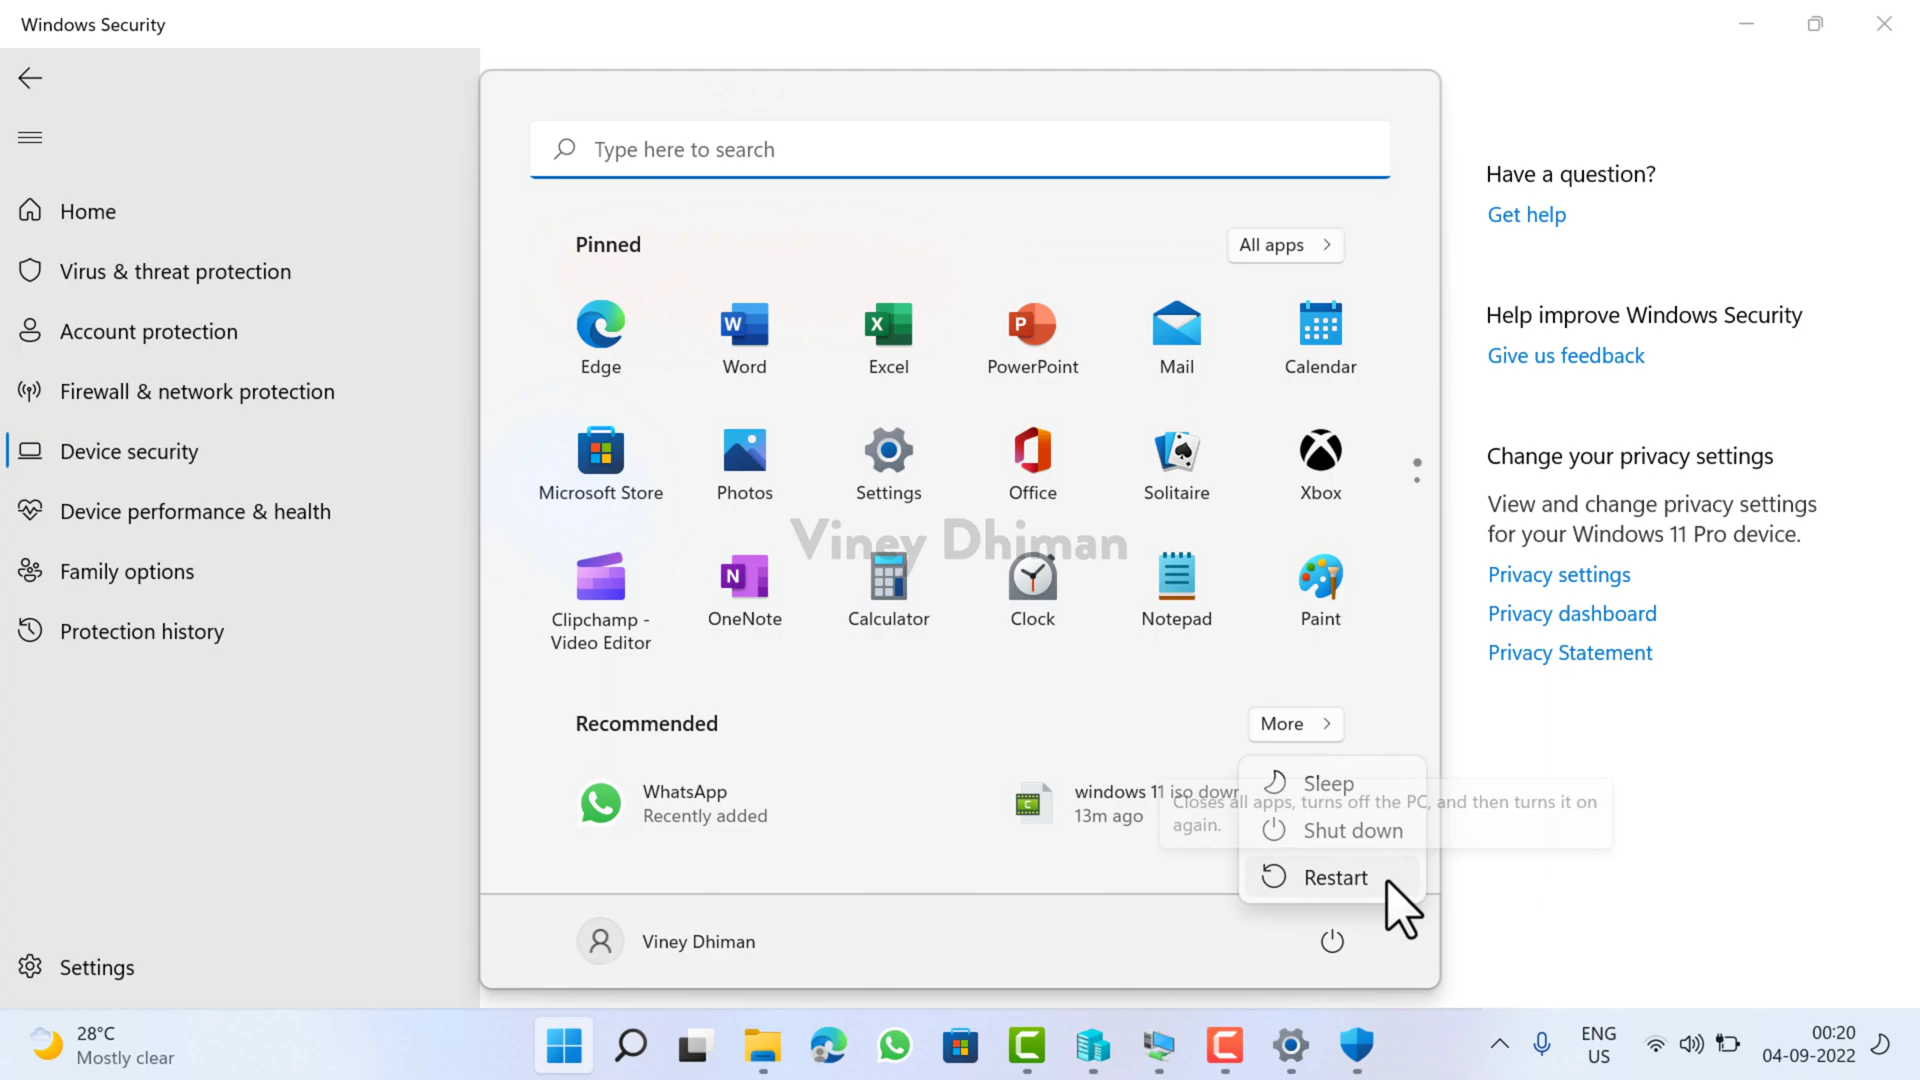 Windows Security
Home
Virus & threat protection
Account protection
Firewall & network protection
Device security
Device performance & health
Family options
Protection history
Settings
Type here to search
Pinned
All apps
Edge
Word
Excel
PowerPoint
Mail
Calendar
Microsoft Store
Photos
Settings
Office
Solitaire
Xbox
Viney Dhiman
Clipchamp -
Video Editor
OneNote
Calculator
Clock
Notepad
Paint
Recommended
More
WhatsApp
Recently added
windows 11 iso down
13m ago
Closes all apps, turns off the PC, and then turns it on
again.
Sleep
Shut down
Restart
Viney Dhiman
Have a question?
Get help
Help improve Windows Security
Give us feedback
Change your privacy settings
View and change privacy settings
for your Windows 11 Pro device.
Privacy settings
Privacy dashboard
Privacy Statement
28°C
Mostly clear
ENG
US
00:20
04-09-2022